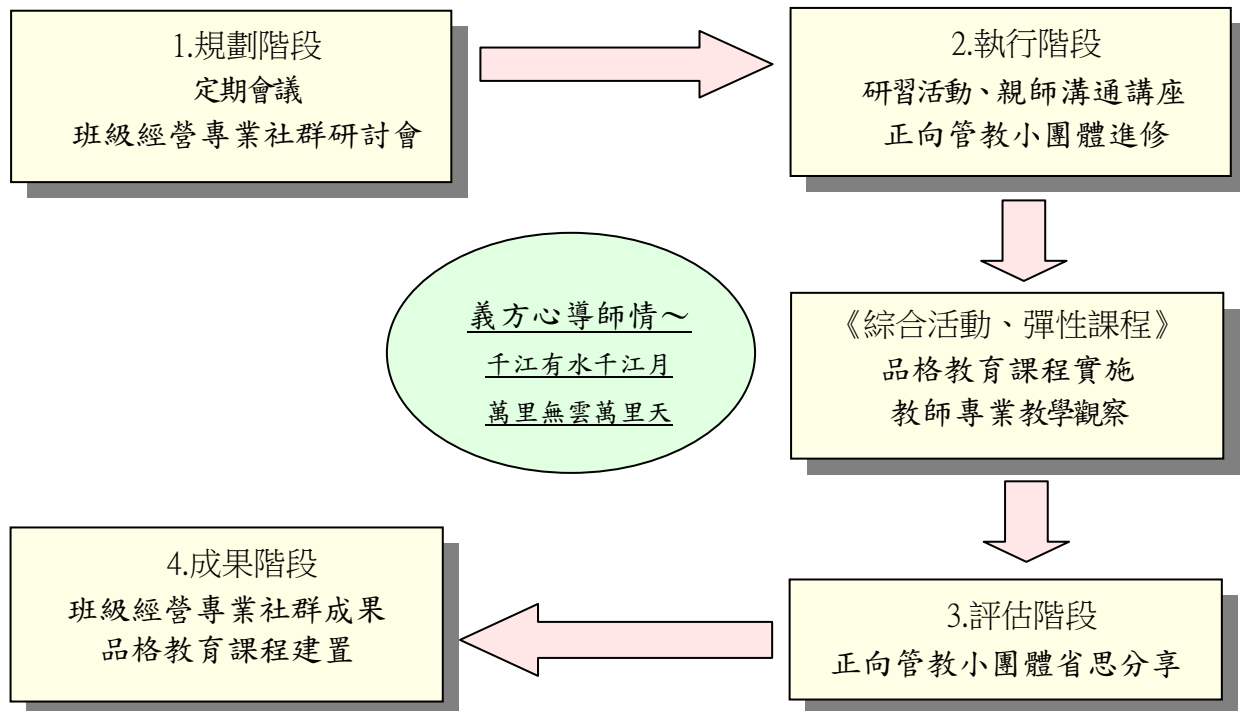 1.規劃階段
定期會議
班級經營專業社群研討會
2.執行階段
研習活動、親師溝通講座
正向管教小團體進修
義方心導師情～
千江有水千江月
萬里無雲萬里天
《綜合活動、彈性課程》
品格教育課程實施
教師專業教學觀察
3.評估階段
正向管教小團體省思分享
4.成果階段
班級經營專業社群成果
品格教育課程建置